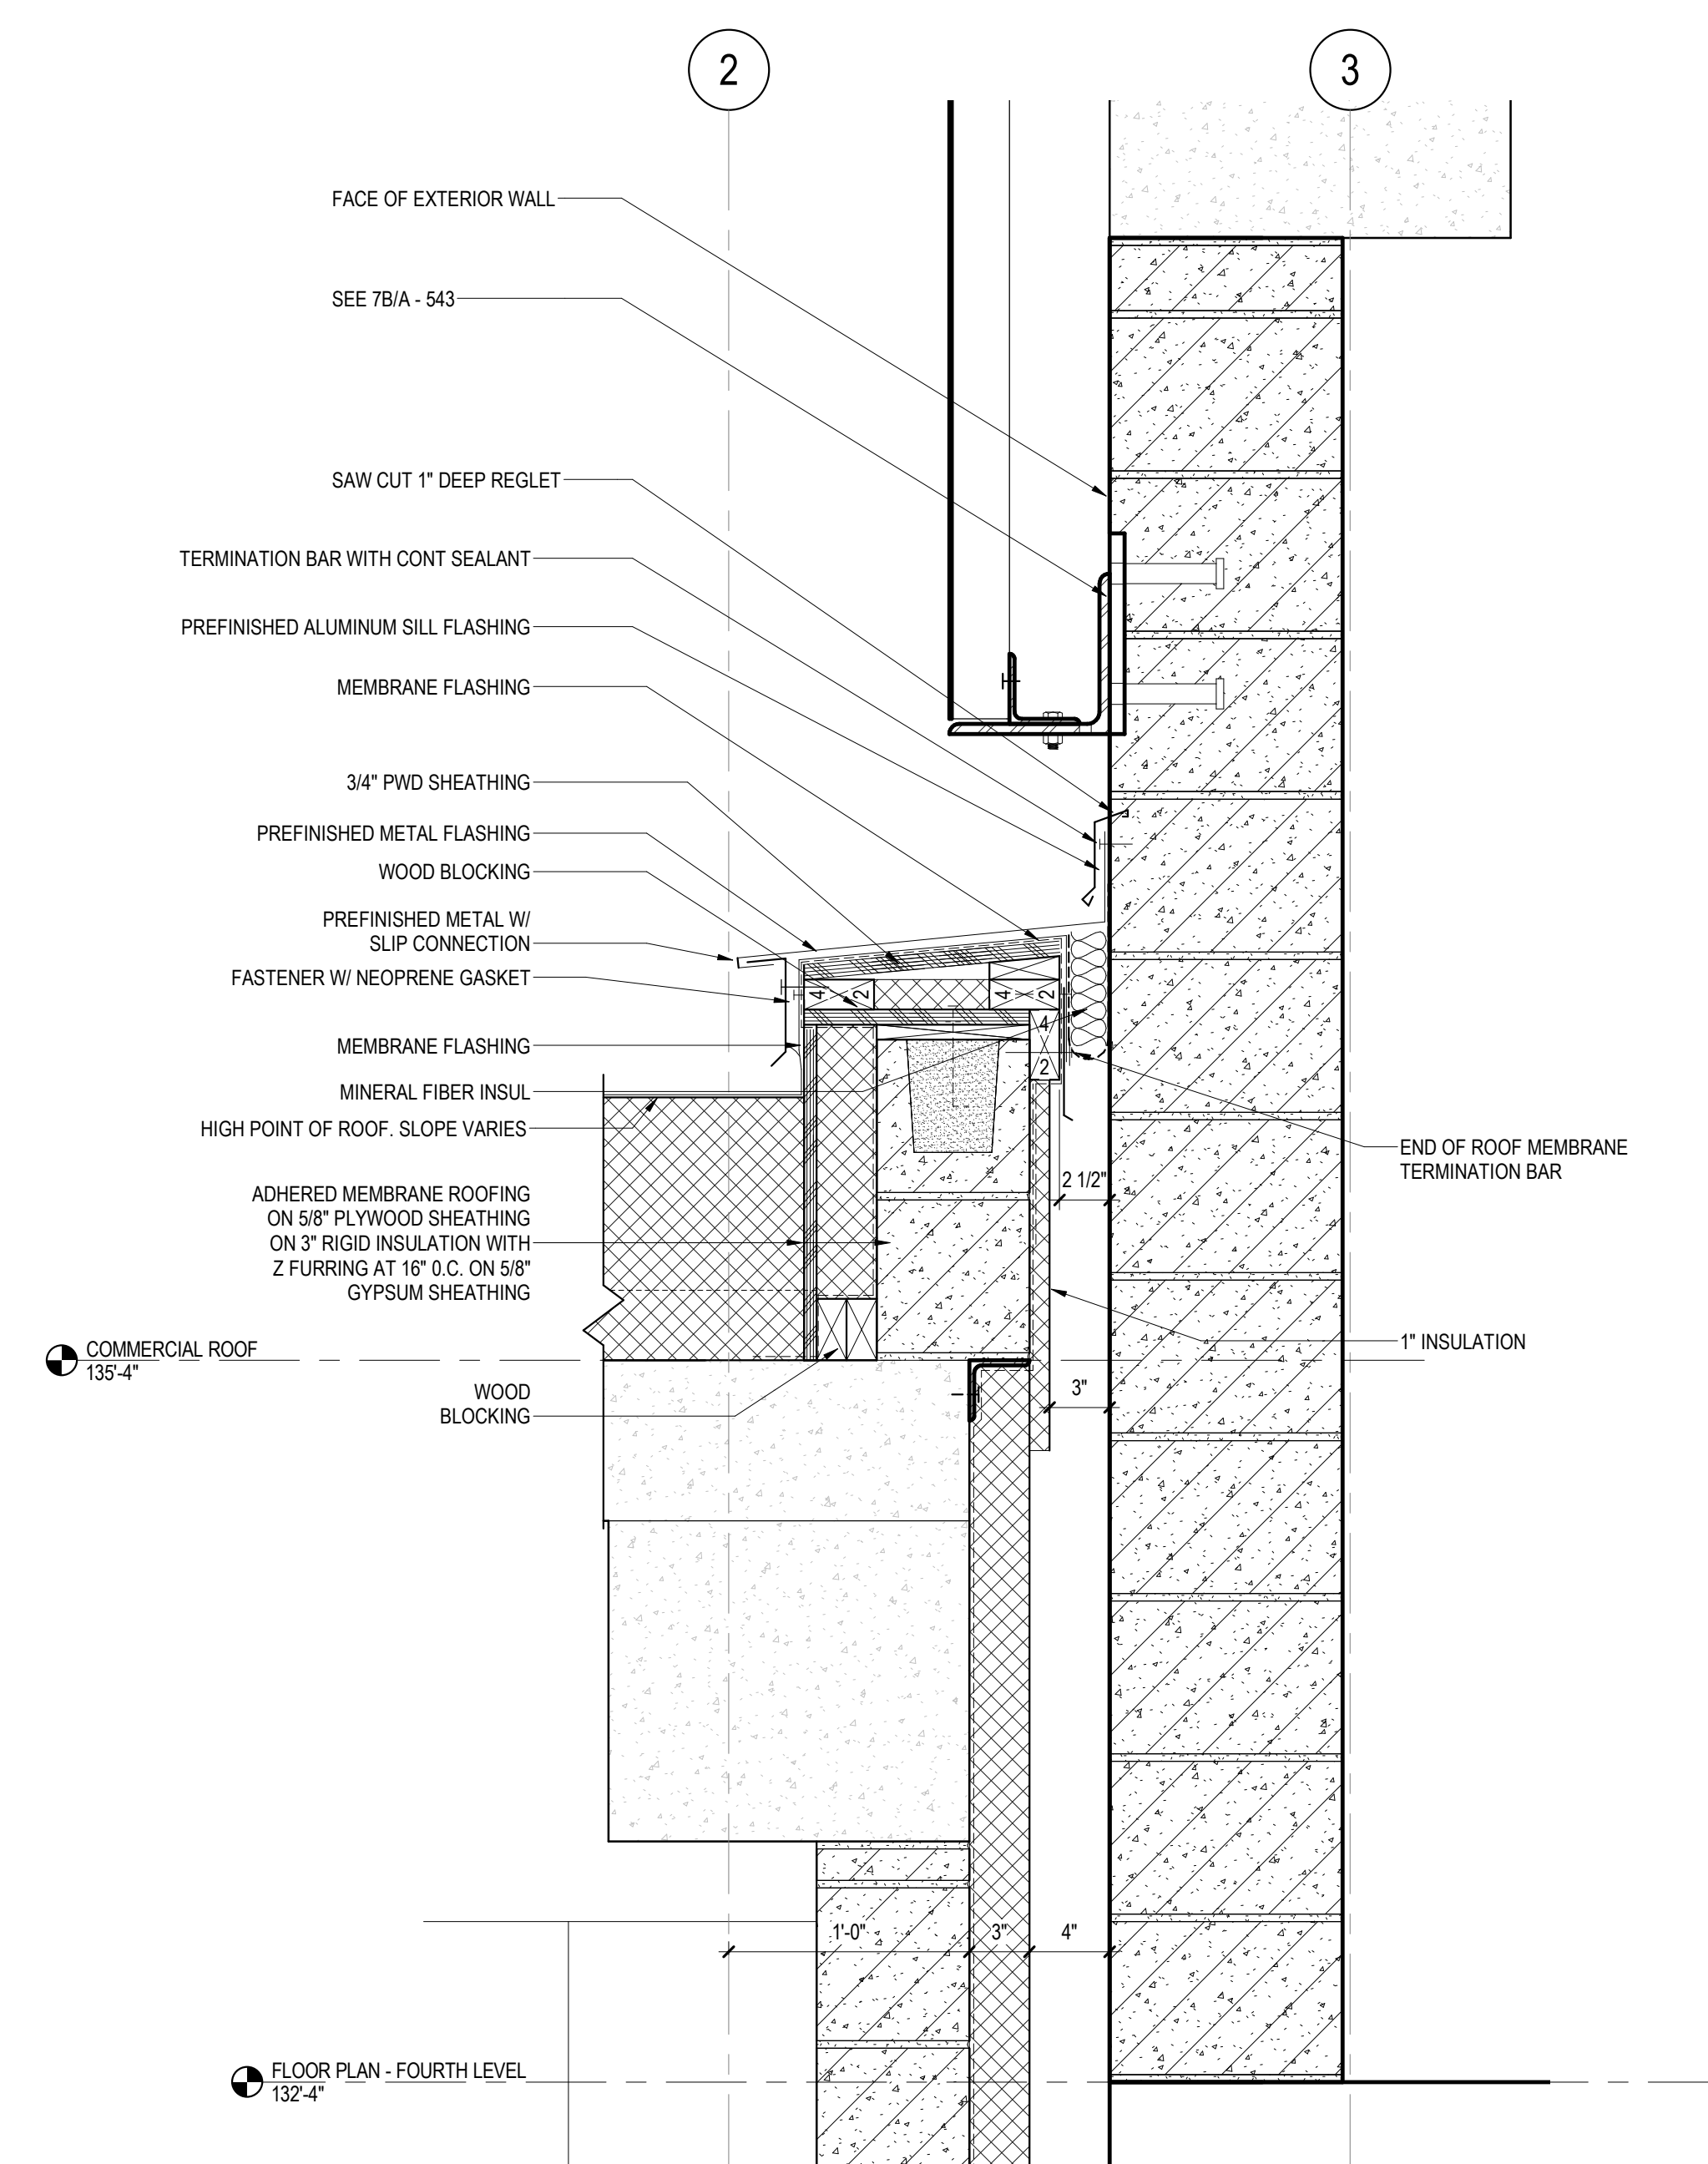 2
3
FACE OF EXTERIOR WALL
SEE 7B/A - 543
SAW CUT 1" DEEP REGLET
TERMINATION BAR WITH CONT SEALANT
PREFINISHED ALUMINUM SILL FLASHING
MEMBRANE FLASHING
3/4" PWD SHEATHING
PREFINISHED METAL FLASHING
WOOD BLOCKING
PREFINISHED METAL W/
SLIP CONNECTION
FASTENER W/ NEOPRENE GASKET
4 2
4 2
4
2
MEMBRANE FLASHING
MINERAL FIBER INSUL
HIGH POINT OF ROOF. SLOPE VARIES
END OF ROOF MEMBRANE
TERMINATION BAR
2 1/2"
ADHERED MEMBRANE ROOFING
ON 5/8" PLYWOOD SHEATHING
ON 3" RIGID INSULATION WITH
Z FURRING AT 16" 0.C. ON 5/8"
GYPSUM SHEATHING
1" INSULATION
COMMERCIAL ROOF
135'-4"
3"
WOOD
BLOCKING
1'-0"
3"
4"
FLOOR PLAN - FOURTH LEVEL
132'-4"